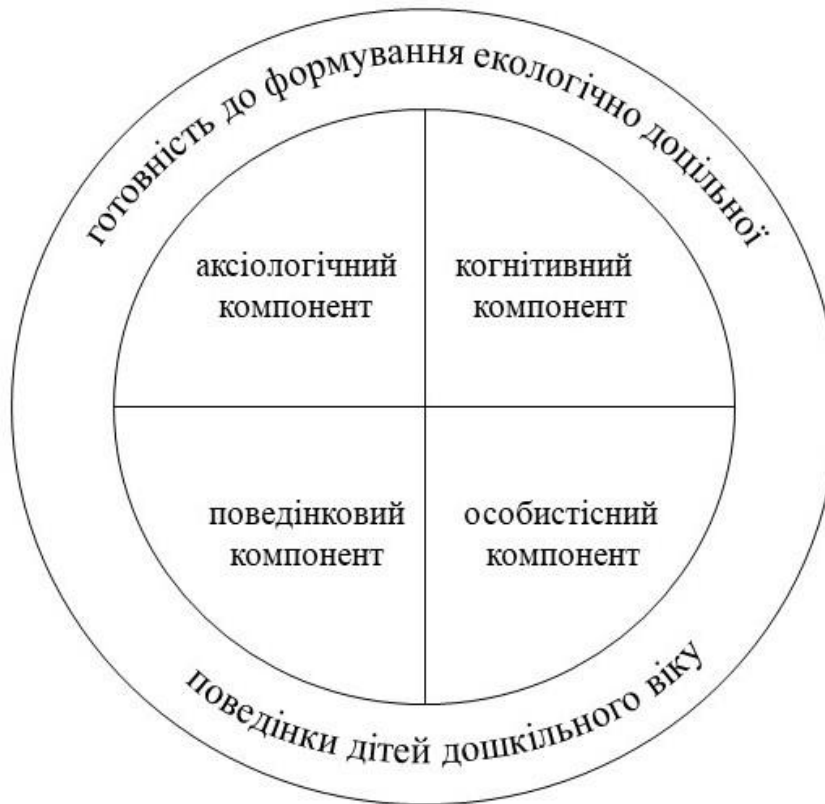 готовність до формування екологічно доцільної
аксіологічний
компонент
когнітивний
компонент
поведінковий
компонент
особистісний
компонент
поведінки дітей дошкільного віку